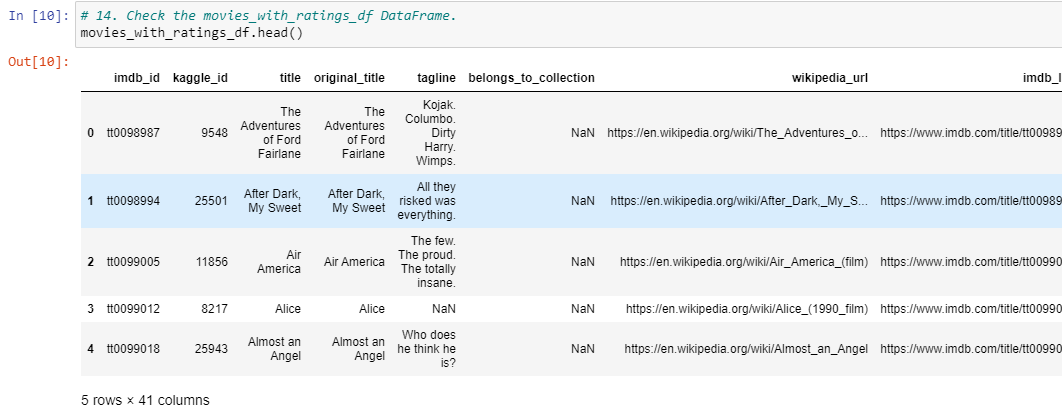 In [10]: # 14. Check the movies_with_ratings_df DataFrame.
movies_with_ratings_df.head()
Out[10]:
imdb_id kaggle_id title original_title tagline belongs_to_collection wikipedia_url imdb_l
0 tt0098987 9548 The Adventures of Ford Fairlane The Adventures of Ford Fairlane Kojak. Columbo. Dirty Harry. Wimps. NaN https://en.wikipedia.org/wiki/The_Adventures_o... https://www.imdb.com/title/tt00989
1 tt0098994 25501 After Dark, My Sweet After Dark, My Sweet All they risked was everything. NaN https://en.wikipedia.org/wiki/After_Dark,_My_S... https://www.imdb.com/title/tt00989
2 tt0099005 11856 Air America Air America The few. The proud. The totally insane. NaN https://en.wikipedia.org/wiki/Air_America_(film) https://www.imdb.com/title/tt00990
3 tt0099012 8217 Alice Alice NaN NaN https://en.wikipedia.org/wiki/Alice_(1990_film) https://www.imdb.com/title/tt00990
4 tt0099018 25943 Almost an Angel Almost an Angel Who does he think he is? NaN https://en.wikipedia.org/wiki/Almost_an_Angel https://www.imdb.com/title/tt00990
5 rows × 41 columns